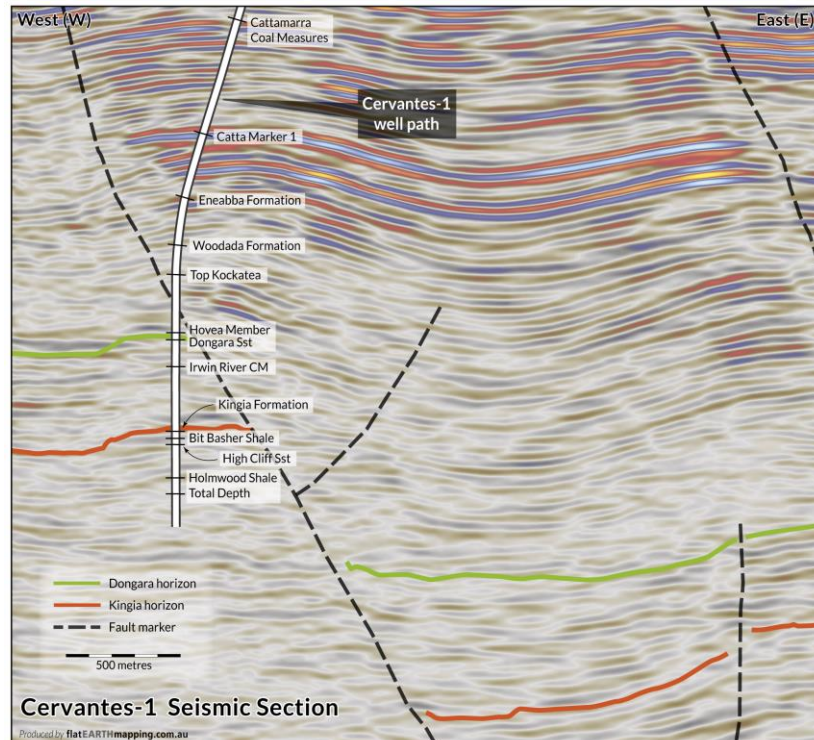 West (W)
East (E)
Cattamarra
Coal Measures
Cervantes-1
well path
Catta Marker 1
Eneabba Formation
Woodada Formation
Top Kockatea
Hovea Member
Dongara Sst
Irwin River CM
Kingia Formation
Bit Basher Shale
High Cliff Sst
Holmwood Shale
Total Depth
Dongara horizon
Kingia horizon
Fault marker
500 metres
Cervantes-1 Seismic Section
Produced by flatEARTHmapping.com.au